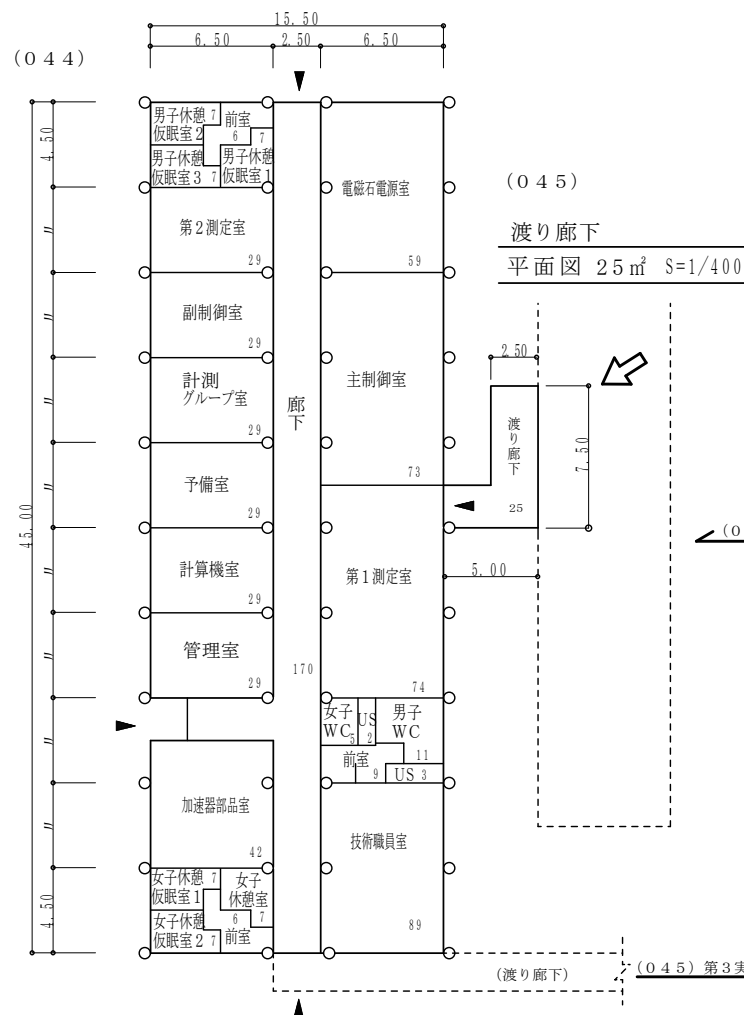 15.50
6.50
2.50
6.50
(044)
4.50
〃
〃
〃
〃
〃
〃
〃
〃
4.50
45.00
男子休憩
仮眠室2
7
前室
6
男子休憩
仮眠室3
7
7
男子休憩
仮眠室1
電磁石電源室
59
第2測定室
29
副制御室
29
計測
グループ室
29
主制御室
73
廊下
170
予備室
29
計算機室
29
第1測定室
74
管理室
29
女子
WC
5
US
2
男子
WC
11
前室
9
US 3
加速器部品室
42
技術職員室
89
女子休憩
仮眠室1
7
女子
休憩室
7
女子休憩
仮眠室2
7
6
前室
(045)
渡り廊下
平面図 25㎡ S=1/400
2.50
渡り廊下
25
7.50
5.00
(0
(渡り廊下)
(045) 第3実